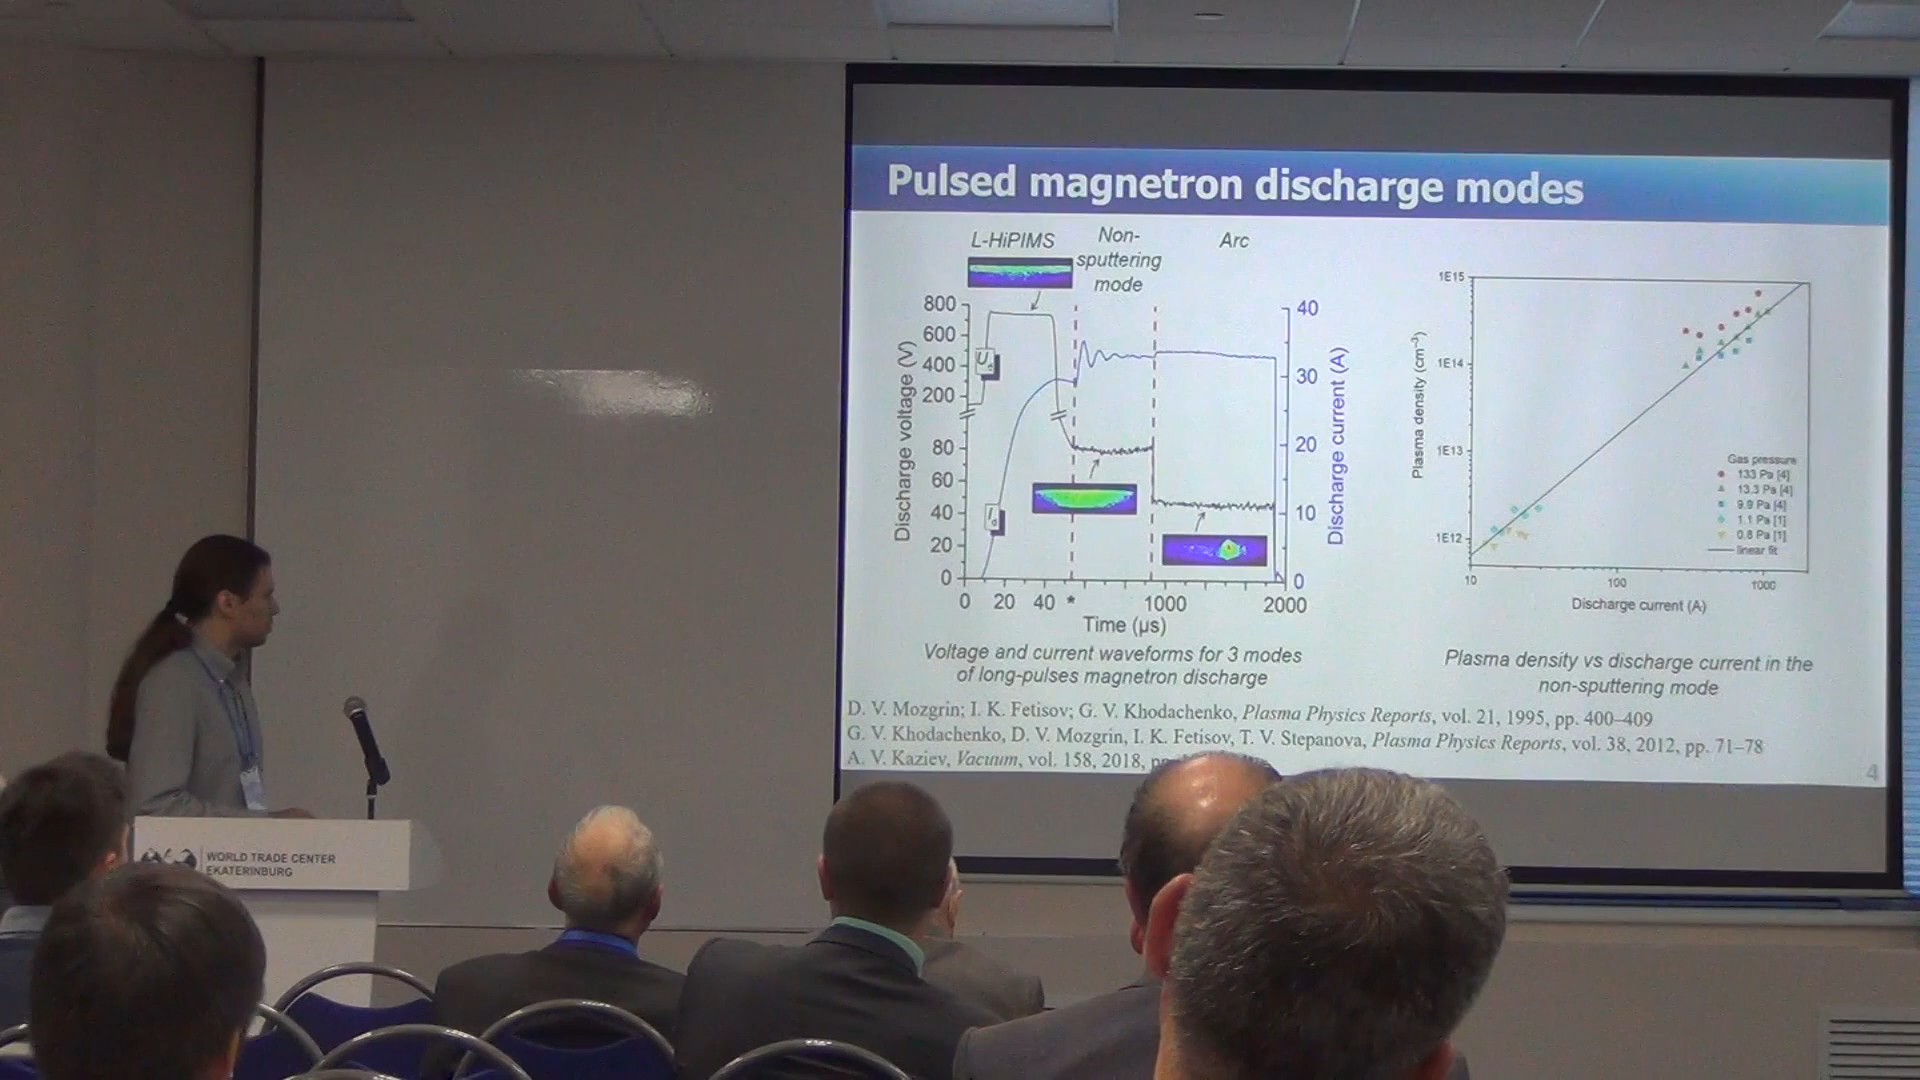 Pulsed magnetron discharge modes
L-HiPIMS
Non-
sputtering
mode
Arc
800
600
400
200
80
60
40
20
0
Discharge voltage (V)
0 20 40 * 1000 2000
Time (µs)
40
30
20
10
0
Discharge current (A)
Voltage and current waveforms for 3 modes
of long-pulses magnetron discharge
1E15
1E14
1E13
1E12
Plasma density (cm⁻³)
Gas pressure
133 Pa [4]
13.3 Pa [4]
9.9 Pa [4]
1.1 Pa [1]
0.8 Pa [1]
linear fit
10 100 1000
Discharge current (A)
Plasma density vs discharge current in the
non-sputtering mode
D. V. Mozgrin; I. K. Fetisov; G. V. Khodachenko, Plasma Physics Reports, vol. 21, 1995, pp. 400–409
G. V. Khodachenko, D. V. Mozgrin, I. K. Fetisov, T. V. Stepanova, Plasma Physics Reports, vol. 38, 2012, pp. 71–78
A. V. Kaziev, Vacuum, vol. 158, 2018,
4
WORLD TRADE CENTER
EKATERINBURG